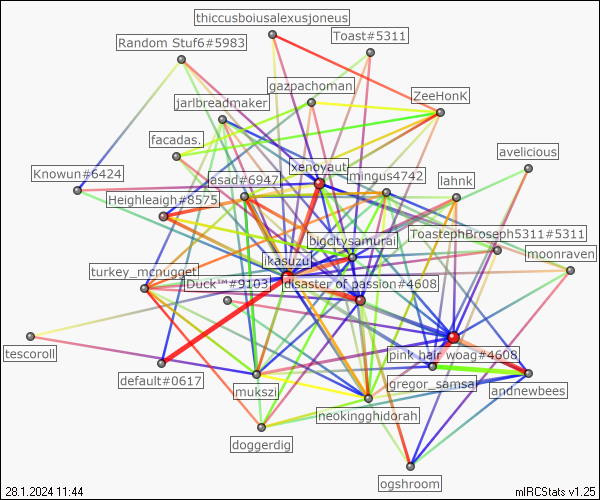 thiccusboiusalexusjoneus
Toast#5311
Random Stuf6#5983
gazpachoman
ZeeHonK
jarlbreadmaker
facadas.
avelicious
xenoyaut
Knowun#6424
asad#6947
mingus4742
lahnk
Heighleaigh#8575
ToastephBroseph5311#5311
bigcitysamurai
moonraven
ikasuzu
turkey_mcnugget
Duck™#9103
disaster of passion#4608
tescoroll
pink hair woag#4608
default#0617
mukszi
gregor_samsa
andnewbees
neokingghidorah
doggerdig
ogshroom
28.1.2024 11:44
mIRCStats v1.25